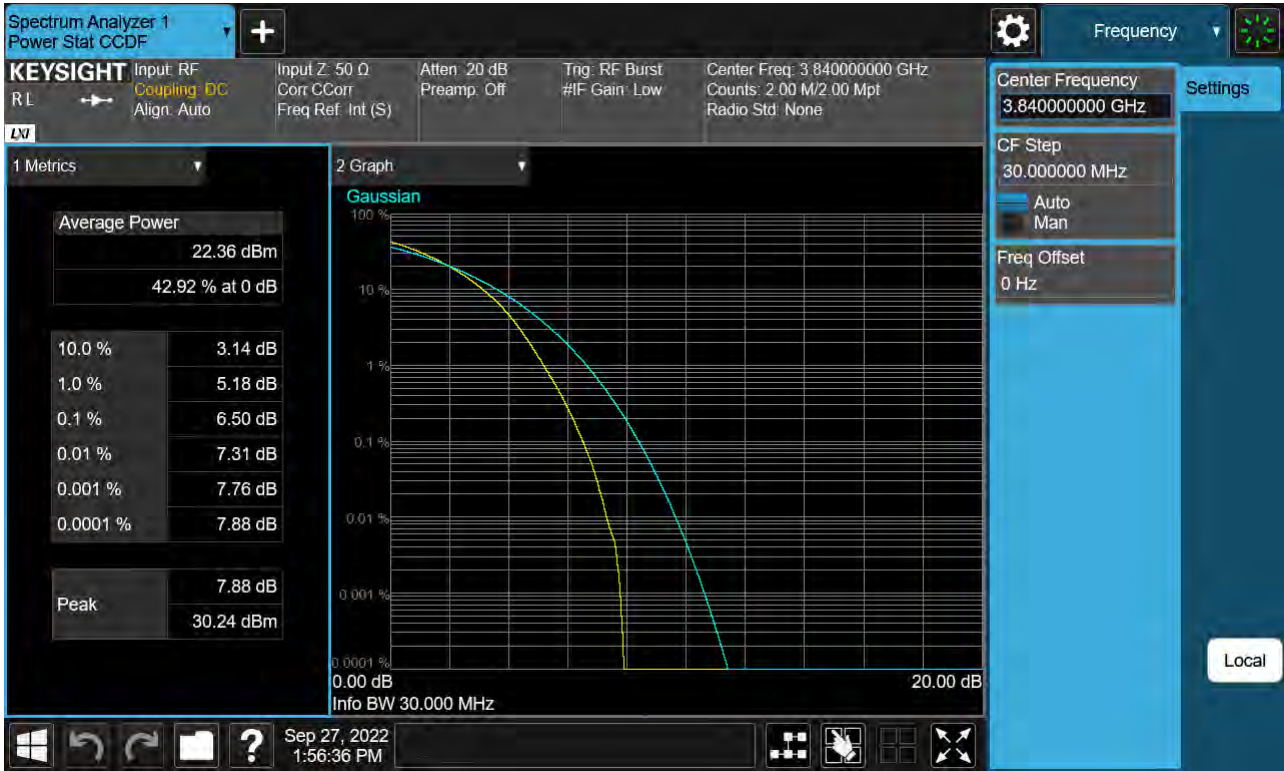 Spectrum Analyzer 1
Power Stat CCDF
+
Frequency
KEYSIGHT
R L
LXI
Input: RF
Coupling: DC
Align: Auto
Input Z: 50 Ω
Corr CCorr
Freq Ref: Int (S)
Atten: 20 dB
Preamp: Off
Trig: RF Burst
#IF Gain: Low
Center Freq: 3.840000000 GHz
Counts: 2.00 M/2.00 Mpt
Radio Std: None
Center Frequency
3.840000000 GHz
Settings
CF Step
30.000000 MHz
Auto
Man
Freq Offset
0 Hz
1 Metrics
Average Power
22.36 dBm
42.92 % at 0 dB
10.0 % 3.14 dB
1.0 % 5.18 dB
0.1 % 6.50 dB
0.01 % 7.31 dB
0.001 % 7.76 dB
0.0001 % 7.88 dB
Peak
7.88 dB
30.24 dBm
2 Graph
Gaussian
100 %
10 %
1 %
0.1 %
0.01 %
0.001 %
0.0001 %
0.00 dB 20.00 dB
Info BW 30.000 MHz
Local
?
Sep 27, 2022
1:56:36 PM